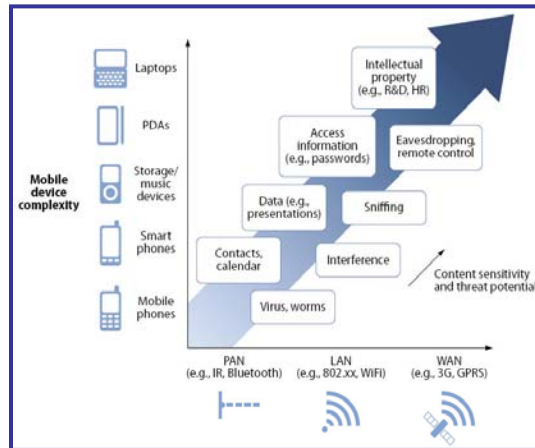 Mobile
device
complexity
Laptops
PDAs
Storage/
music
devices
Smart
phones
Mobile
phones
Intellectual
property
(e.g., R&D, HR)
Access
information
(e.g., passwords)
Eavesdropping,
remote control
Data (e.g.,
presentations)
Sniffing
Contacts,
calendar
Interference
Virus, worms
Content sensitivity
and threat potential
PAN
(e.g., IR, Bluetooth)
LAN
(e.g., 802.xx, WiFi)
WAN
(e.g., 3G, GPRS)